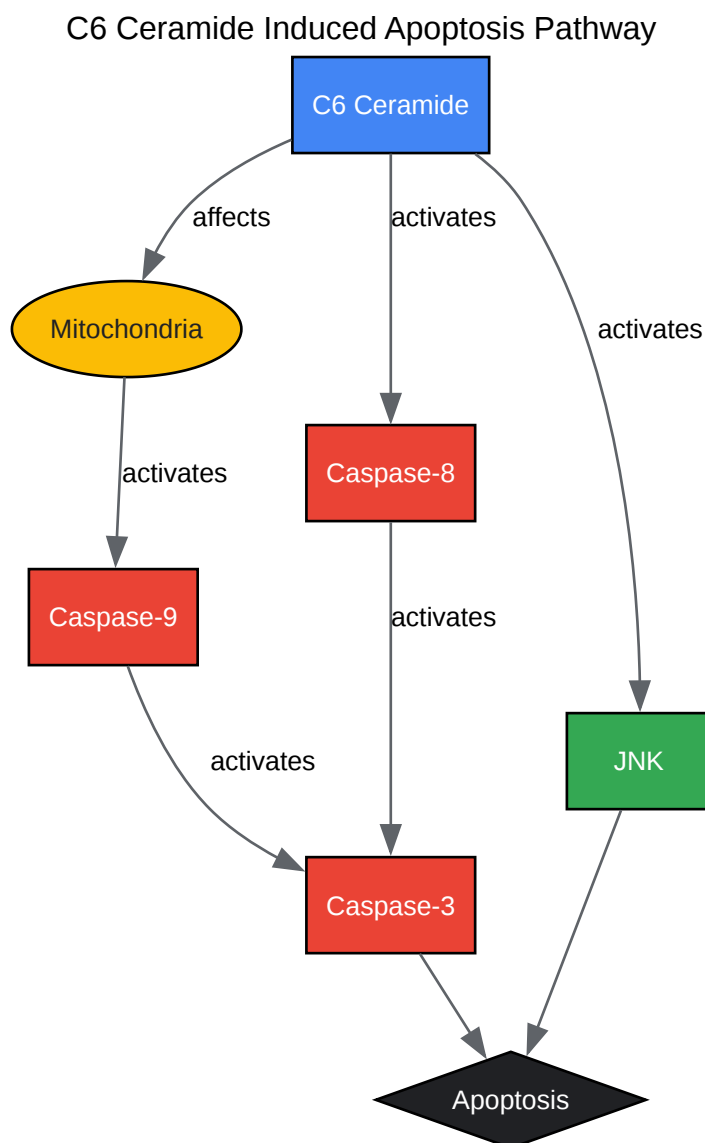 C6 Ceramide Induced Apoptosis Pathway
C6 Ceramide
affects
activates
activates
Mitochondria
activates
Caspase-8
Caspase-9
activates
activates
JNK
Caspase-3
Apoptosis